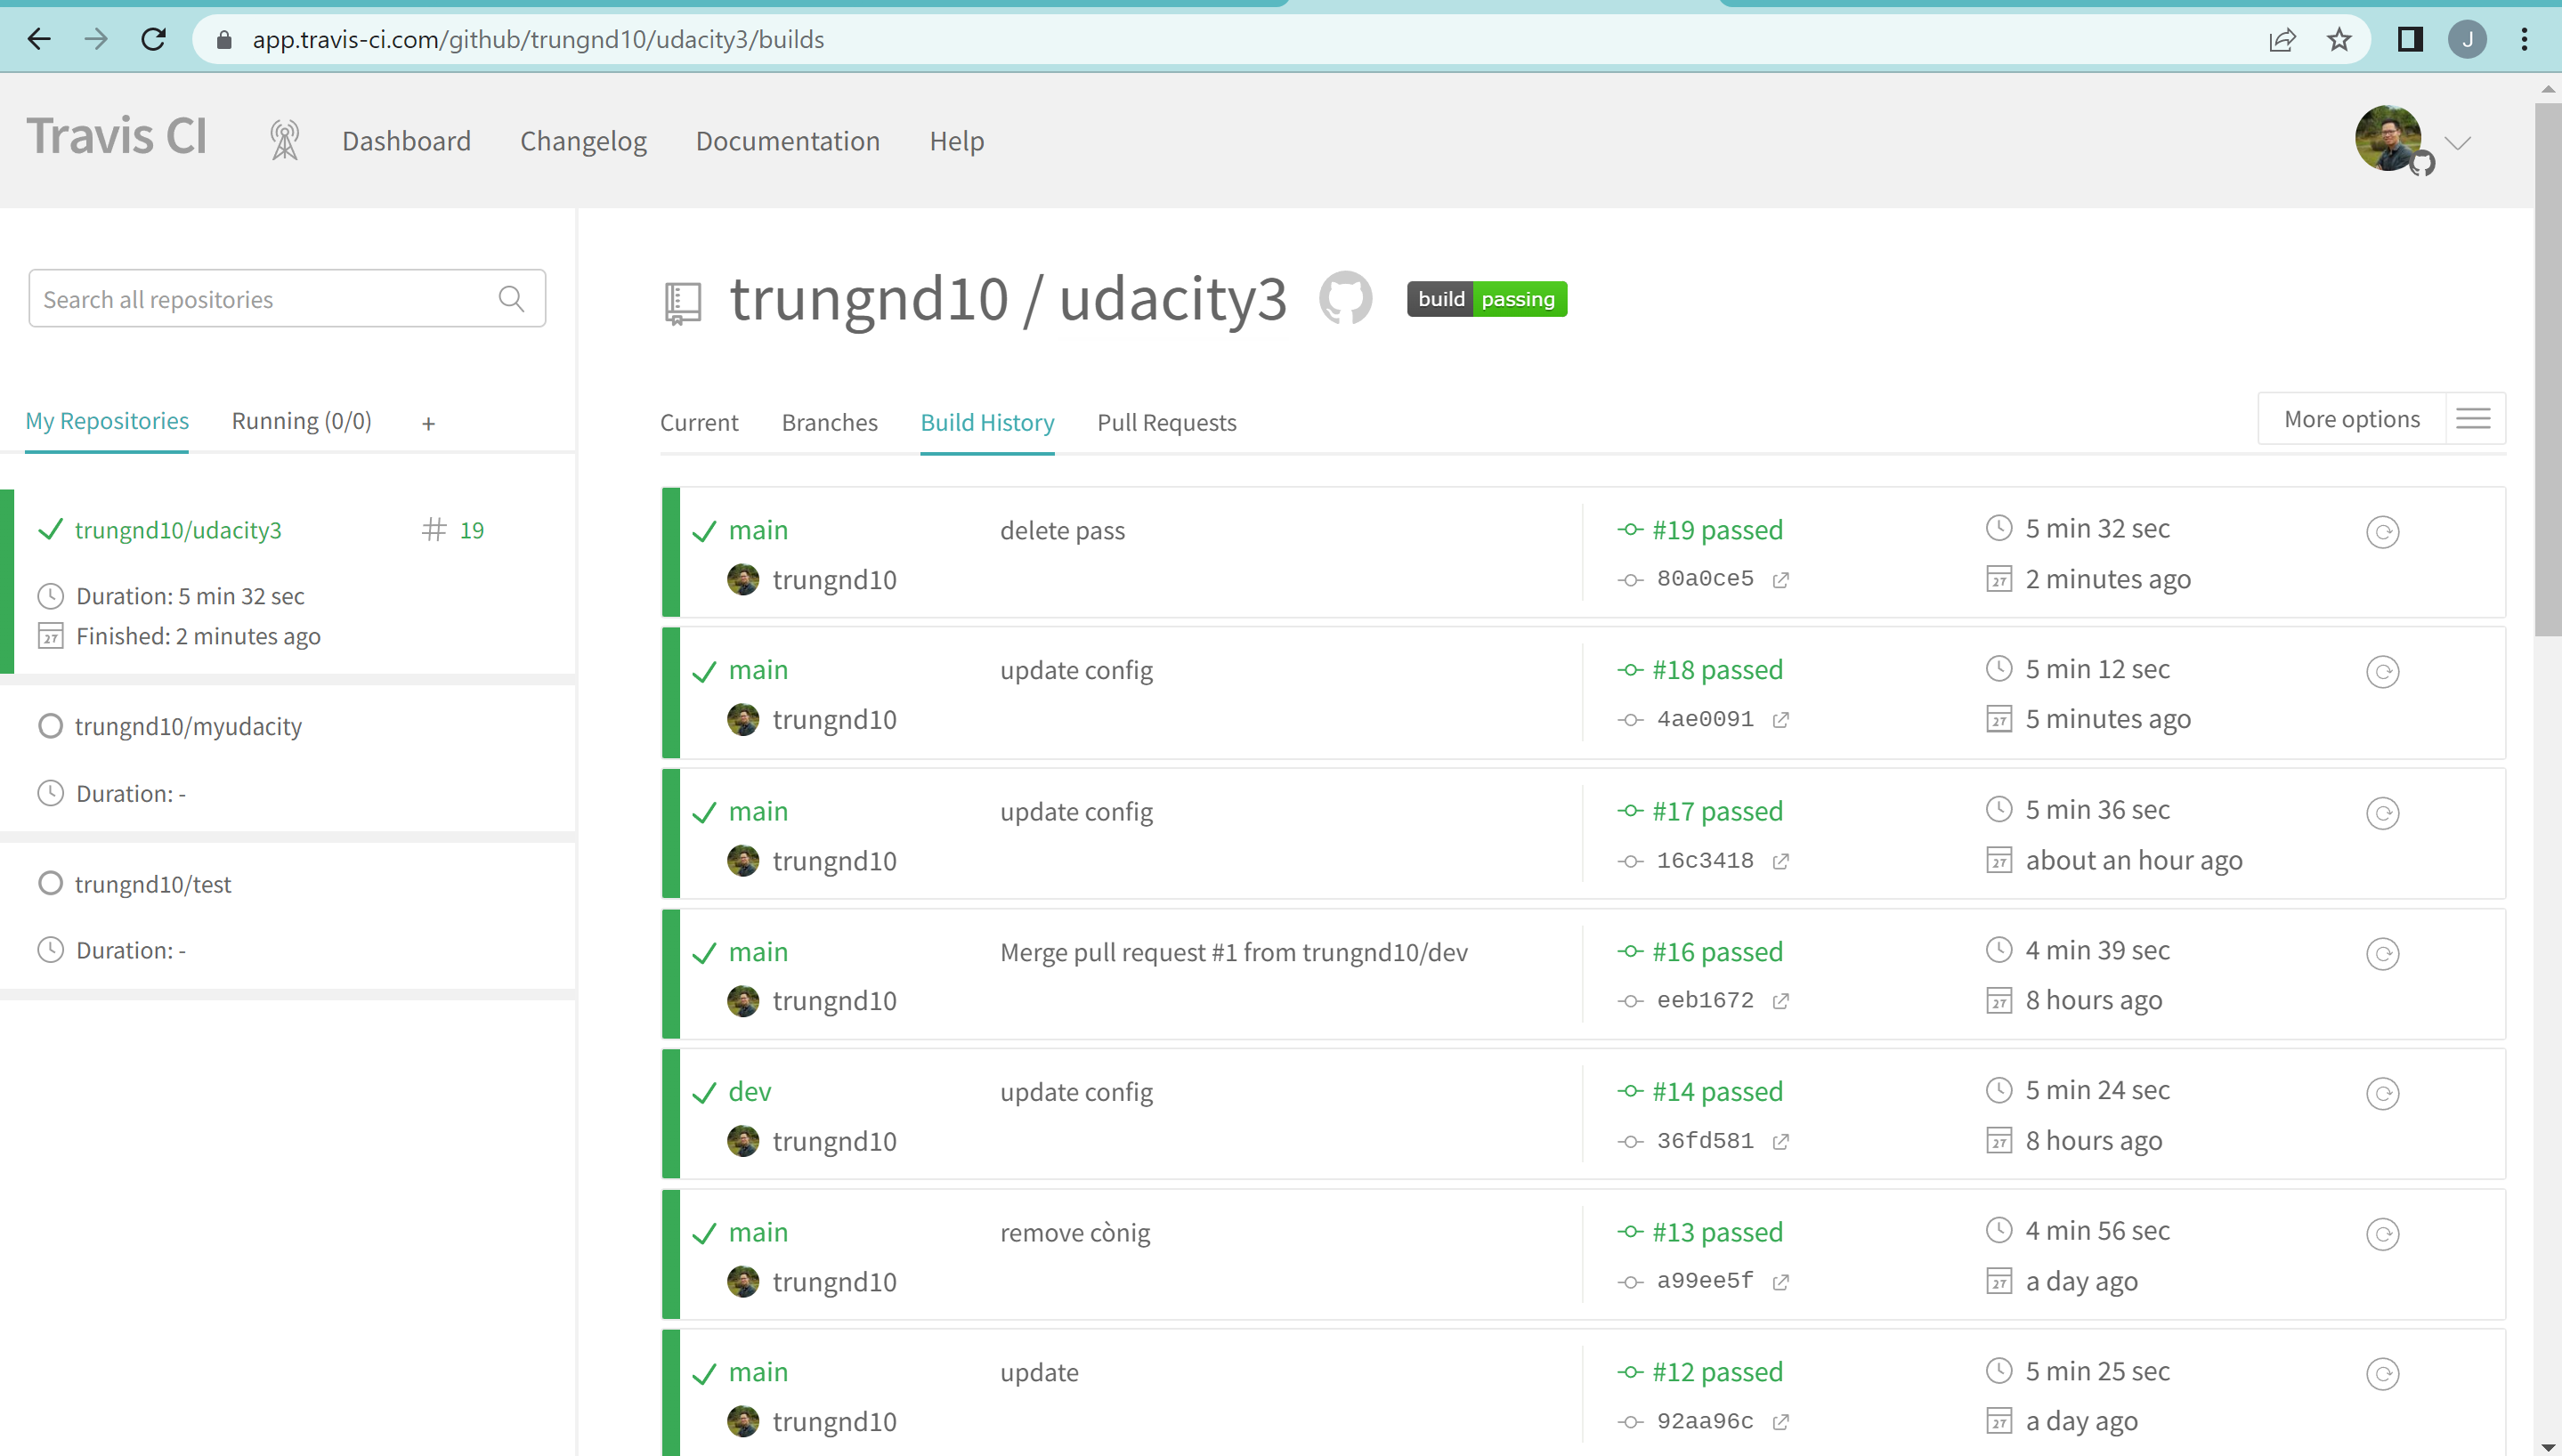 app.travis-ci.com/github/trungnd10/udacity3/builds
J
Travis CI
Dashboard
Changelog
Documentation
Help
Search all repositories
My Repositories
Running (0/0)
+
trungnd10/udacity3
# 19
Duration: 5 min 32 sec
27 Finished: 2 minutes ago
trungnd10/myudacity
Duration: -
trungnd10/test
Duration: -
trungnd10 / udacity3
build passing
Current
Branches
Build History
Pull Requests
More options
main
delete pass
#19 passed
5 min 32 sec
trungnd10
80a0ce5
27 2 minutes ago
main
update config
#18 passed
5 min 12 sec
trungnd10
4ae0091
27 5 minutes ago
main
update config
#17 passed
5 min 36 sec
trungnd10
16c3418
27 about an hour ago
main
Merge pull request #1 from trungnd10/dev
#16 passed
4 min 39 sec
trungnd10
eeb1672
27 8 hours ago
dev
update config
#14 passed
5 min 24 sec
trungnd10
36fd581
27 8 hours ago
main
remove cònig
#13 passed
4 min 56 sec
trungnd10
a99ee5f
27 a day ago
main
update
#12 passed
5 min 25 sec
trungnd10
92aa96c
27 a day ago